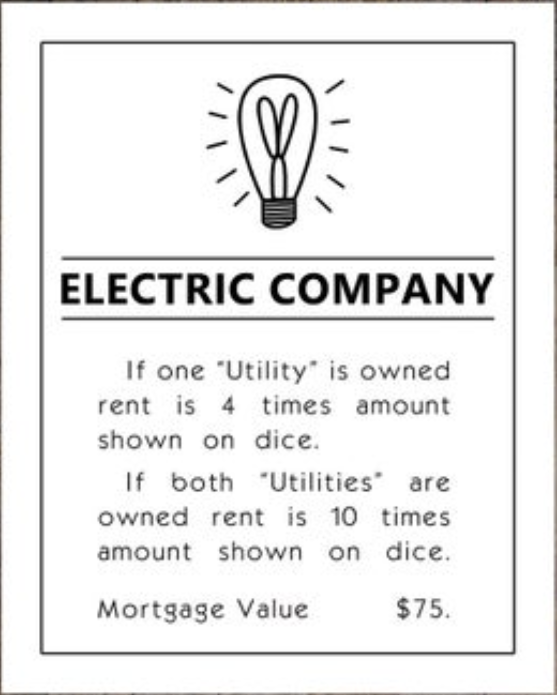 ELECTRIC COMPANY
If one "Utility" is owned
rent is 4 times amount
shown on dice.
If both "Utilities" are
owned rent is 10 times
amount shown on dice.
Mortgage Value $75.